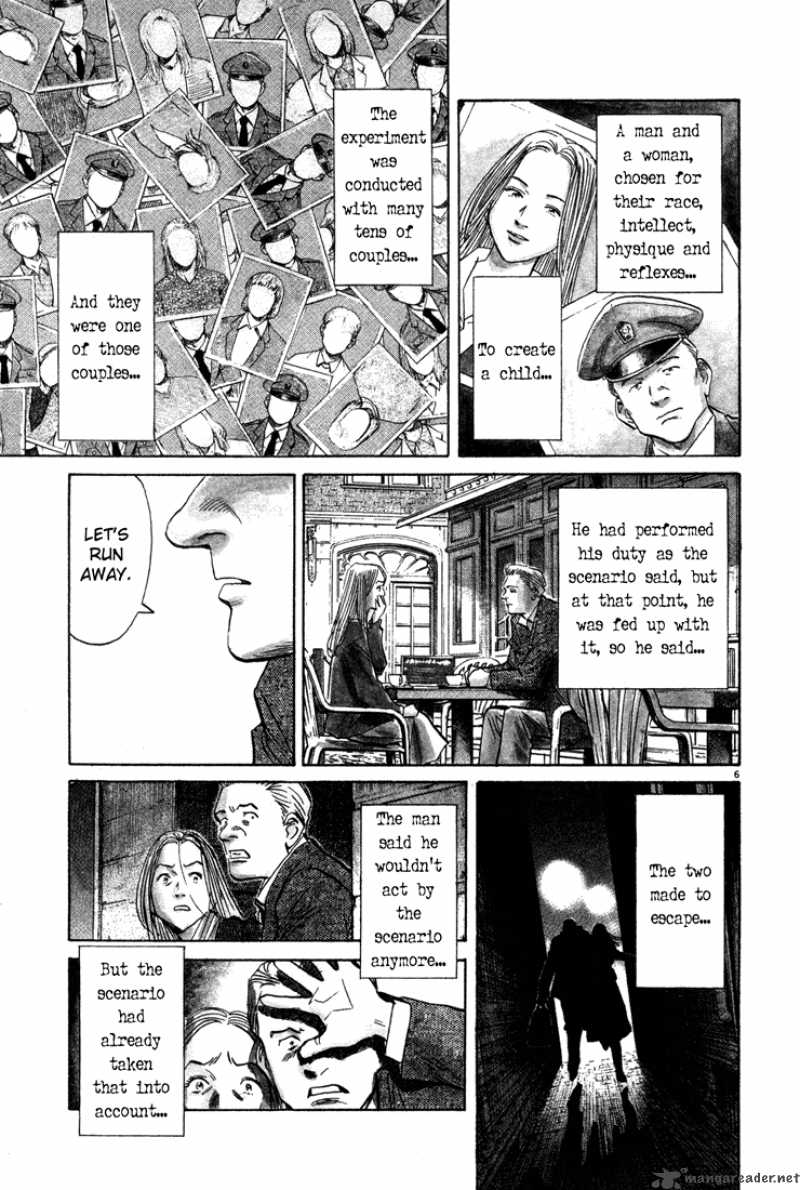 A man and
a woman,
chosen for
their race,
intellect,
physique and
reflexes...
To create
a child...
The
experiment
was
conducted
with many
tens of
couples...
And they
were one
of those
couples...
He had performed
his duty as the
scenario said, but
at that point, he
was fed up with
it, so he said...
LET'S
RUN
AWAY.
6
The two
made to
escape...
The man
said he
wouldn't
act by
the
scenario
anymore...
But the
scenario
had
already
taken
that into
account...
mangareader.net